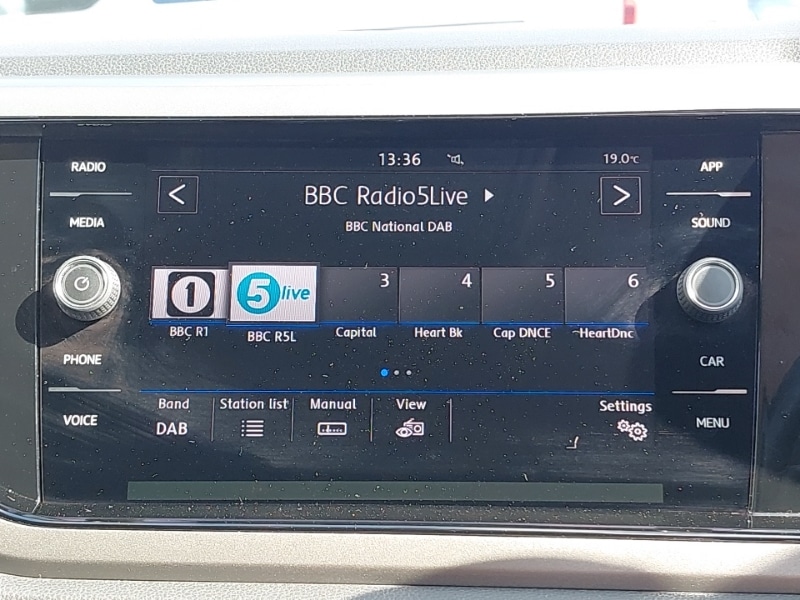 13:36 19.0°C
RADIO APP
< BBC Radio5Live >
MEDIA SOUND
BBC National DAB
1 5live 3 4 5 6
BBC R1 BBC R5L Capital Heart Bk Cap DNCE HeartDnc
PHONE CAR
Band Station list Manual View Settings
DAB
VOICE MENU